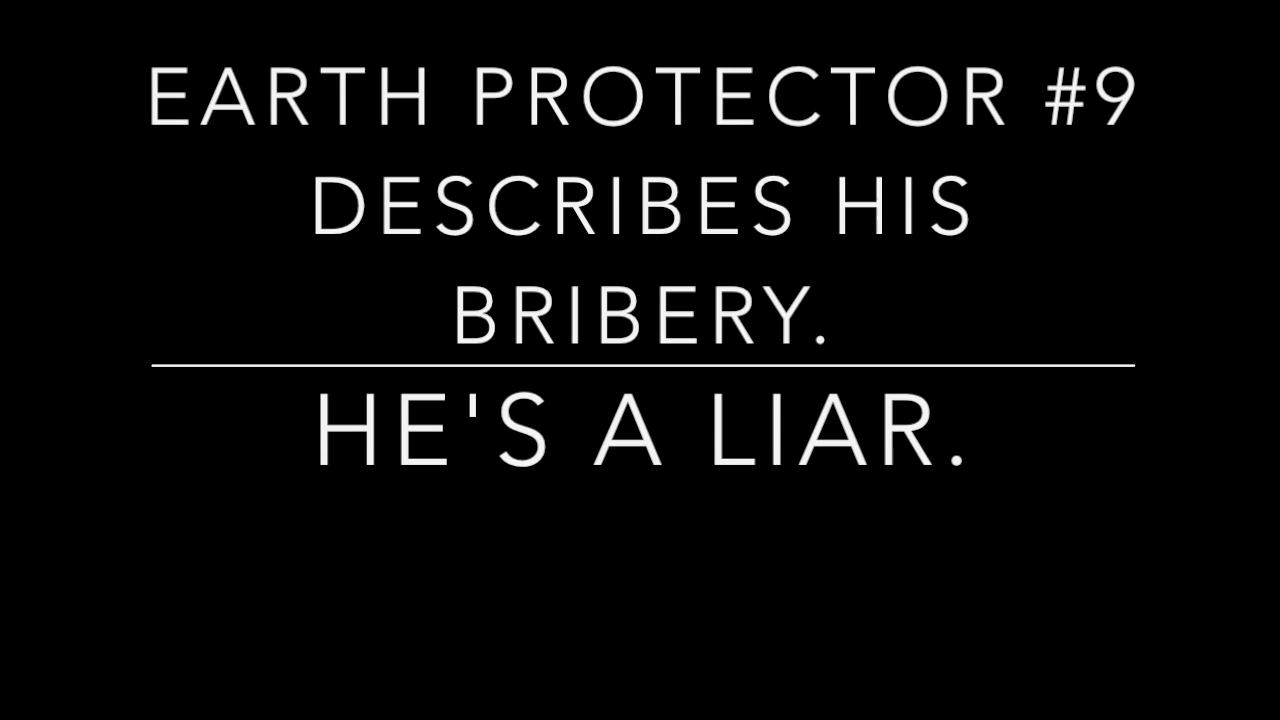 EARTH PROTECTOR #9
DESCRIBES HIS
BRIBERY.
HE'S A LIAR.